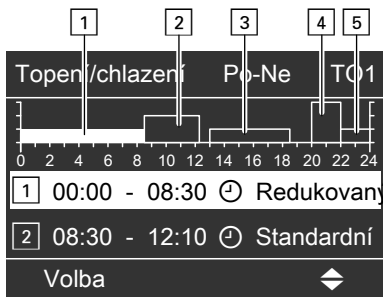 1 2 3 4 5
Topení/chlazení Po-Ne TO1
0 2 4 6 8 10 12 14 16 18 20 22 24
1 00:00 - 08:30 Redukovaný
2 08:30 - 12:10 Standardní
Volba